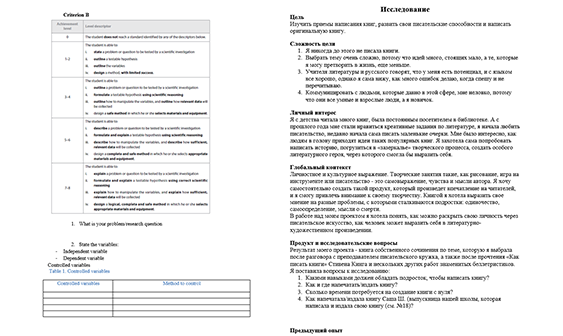 Criterion B
Achievement level
Level descriptor
0
The student does not reach a standard identified by any of the descriptors below.
1–2
The student is able to:
i. state a problem or question to be tested by a scientific investigation
ii. outline a testable hypothesis
iii. outline the variables
iv. design a method, with limited success.
3–4
The student is able to:
i. outline a problem or question to be tested by a scientific investigation
ii. formulate a testable hypothesis using scientific reasoning
iii. outline how to manipulate the variables, and outline how relevant data will be collected
iv. design a safe method in which he or she selects materials and equipment.
5–6
The student is able to:
i. describe a problem or question to be tested by a scientific investigation
ii. formulate and explain a testable hypothesis using scientific reasoning
iii. describe how to manipulate the variables, and describe how sufficient, relevant data will be collected
iv. design a complete and safe method in which he or she selects appropriate materials and equipment.
7–8
The student is able to:
i. explain a problem or question to be tested by a scientific investigation
ii. formulate and explain a testable hypothesis using correct scientific reasoning
iii. explain how to manipulate the variables, and explain how sufficient, relevant data will be collected
iv. design a logical, complete and safe method in which he or she selects appropriate materials and equipment.
1. What is your problem/research question
2. State the variables:
- Independent variable
- Dependent variable
Controlled variables
Table 1. Controlled variables
Controlled variables
Method to control
Исследование
Цель
Изучить приемы написания книг, развить свои писательские способности и написать
оригинальную книгу.
Сложность цели
1. Я никогда до этого не писала книги.
2. Выбрать тему очень сложно, потому что идей много, стоящих мало, а те, которые
я могу претворить в жизнь, еще меньше.
3. Учителя литературы и русского говорят, что у меня есть потенциал, и с языком
все хорошо, однако я сама вижу, как много ошибок делаю, когда спешу и не
перечитываю.
4. Коммуницировать с людьми, которые давно в этой сфере, мне неловко, потому
что они все умные и взрослые люди, а я новичок.
Личный интерес
Я с детства читала много книг, была постоянным посетителем в библиотеке. А с
прошлого года мне стали нравиться креативные задания по литературе, я начала любить
писательство, недавно начала сама писать маленькие очерки. Мне было интересно, как
людям в голову приходят идеи таких популярных книг. Я захотела сама попробовать
написать историю, погрузиться в «закулисье» творческого процесса, создать особого
литературного героя, через которого смогла бы выразить себя.
Глобальный контекст
Личностное и культурное выражение. Творческие занятия такие, как рисование, игра на
инструменте или писательство - это самовыражение, чувства и мысли автора. Я хочу
самостоятельно создать такой продукт, который произведет впечатление на читателей,
и я смогу привлечь внимание к своему творчеству. Книгой я хотела выразить свое
мнение на разные проблемы, с которыми сталкиваются подростки: одиночество,
самоопределение, мысли о смерти.
В работе над моим проектом я хотела понять, как можно раскрыть свою личность через
писательское искусство, как человек может выразить себя в литературно-
художественном произведении.
Продукт и исследовательские вопросы
Результат моего проекта - книга собственного сочинения по теме, которую я выбрала
после разговора с преподавателем писательского кружка, а также после прочтения «Как
писать книги» Стивена Кинга и нескольких других работ знаменитых беллетристиков.
Я поставила вопросы к исследованию:
1. Какими навыками должен обладать подросток, чтобы написать книгу?
2. Как и где напечатать/издать книгу?
3. Сколько времени потребуется на создание книги с нуля?
4. Как напечатала/издала книгу Саша Ш. (выпускница нашей школы, которая
написала и издала свою книгу (см. №18)?
Предыдущий опыт